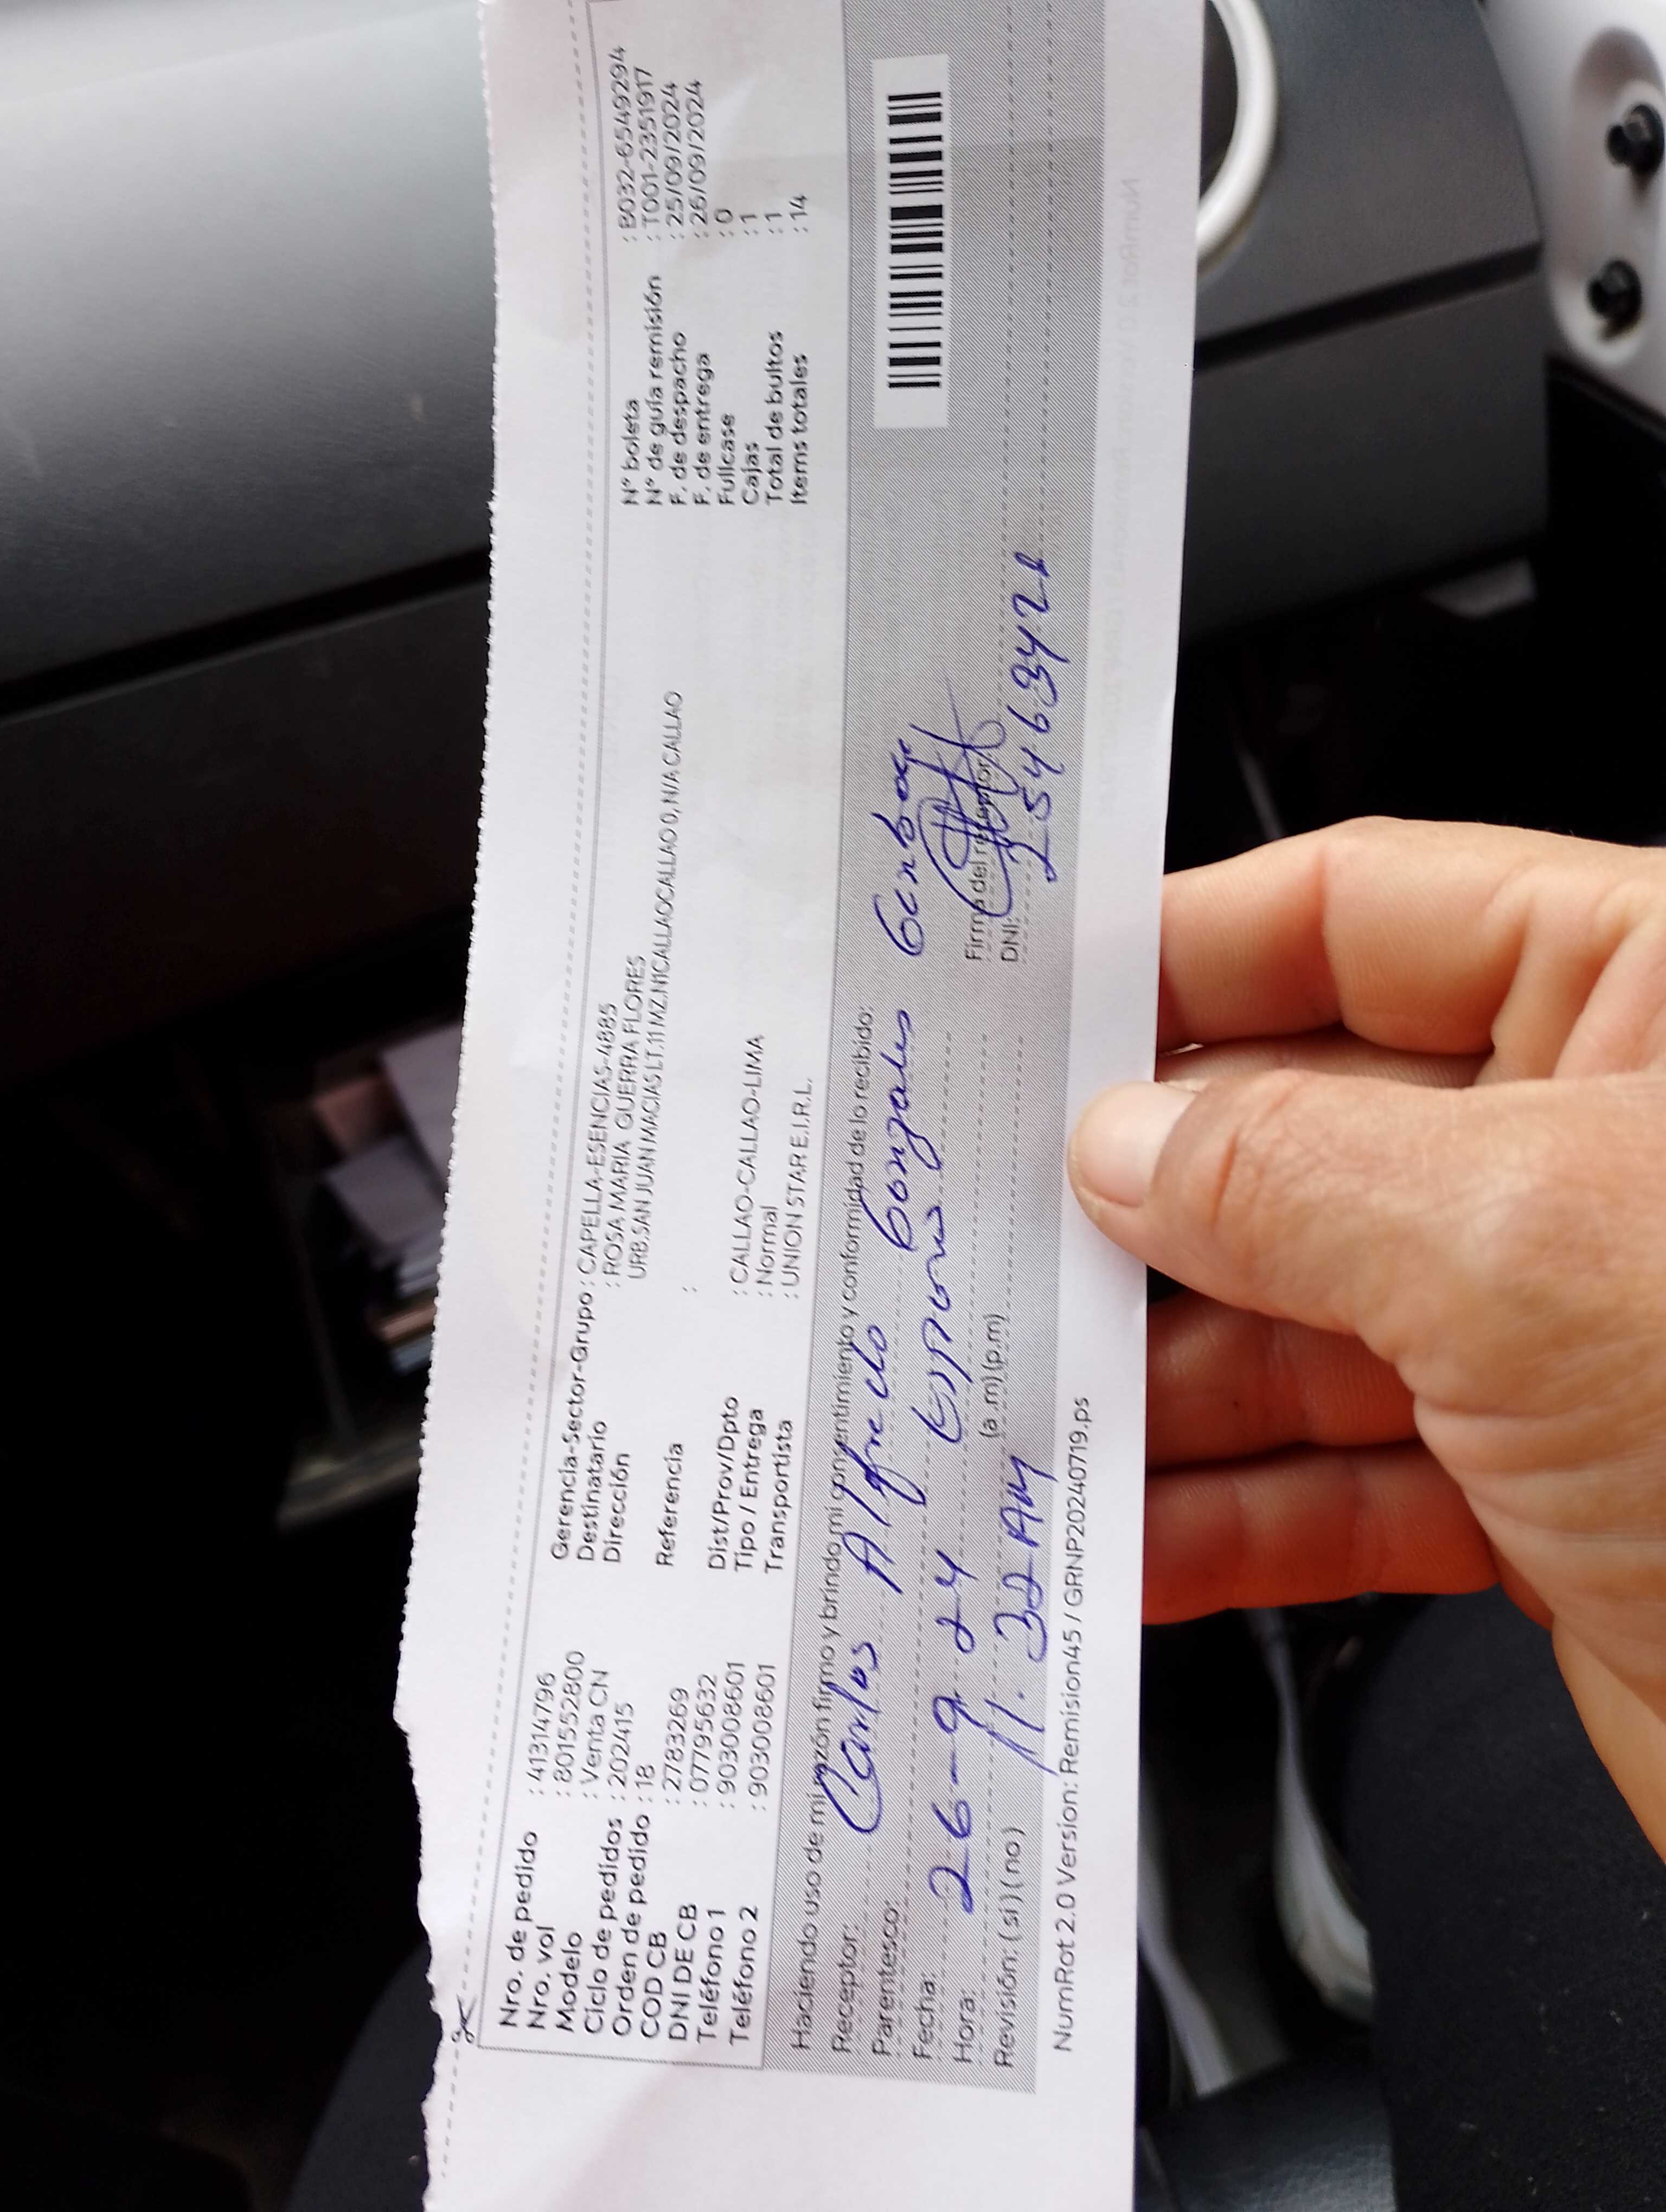 Nro. de pedido : 41314796
Nro. vol : 801552800
Modelo : Venta CN
Ciclo de pedidos : 202415
Orden de pedido : 18
COD CB : 2783269
DNI DE CB : 07795632
Teléfono 1 : 903008601
Teléfono 2 : 903008601
Gerencia-Sector-Grupo : CAPELLA-ESENCIAS-4885
Destinatario : ROSA MARIA GUERRA FLORES
Dirección URB.SAN JUAN MACIAS LT.11 MZ.N1CALLAOCALLAOCALLAO 0, N/A CALLAO
Referencia :
Dist/Prov/Dpto : CALLAO-CALLAO-LIMA
Tipo / Entrega : Normal
Transportista : UNION STAR E.I.R.L.
N° boleta : B032-6549294
N° de guía remisión : T001-2351917
F. de despacho : 25/09/2024
F. de entrega : 26/09/2024
Fullcase : 0
Cajas : 1
Total de bultos : 1
Items totales : 14
Haciendo uso de mi razón firmo y brindo mi consentimiento y conformidad de lo recibido:
Receptor: Carlos Alfredo Gonzales
Parentesco:
Fecha: 26-9-24
Hora: 11.32 AM (a.m) (p.m)
Revisión: (si) (no)
Firma del receptor
DNI: 25468421
NumRot 2.0 Version: Remision45 / GRNP20240719.ps